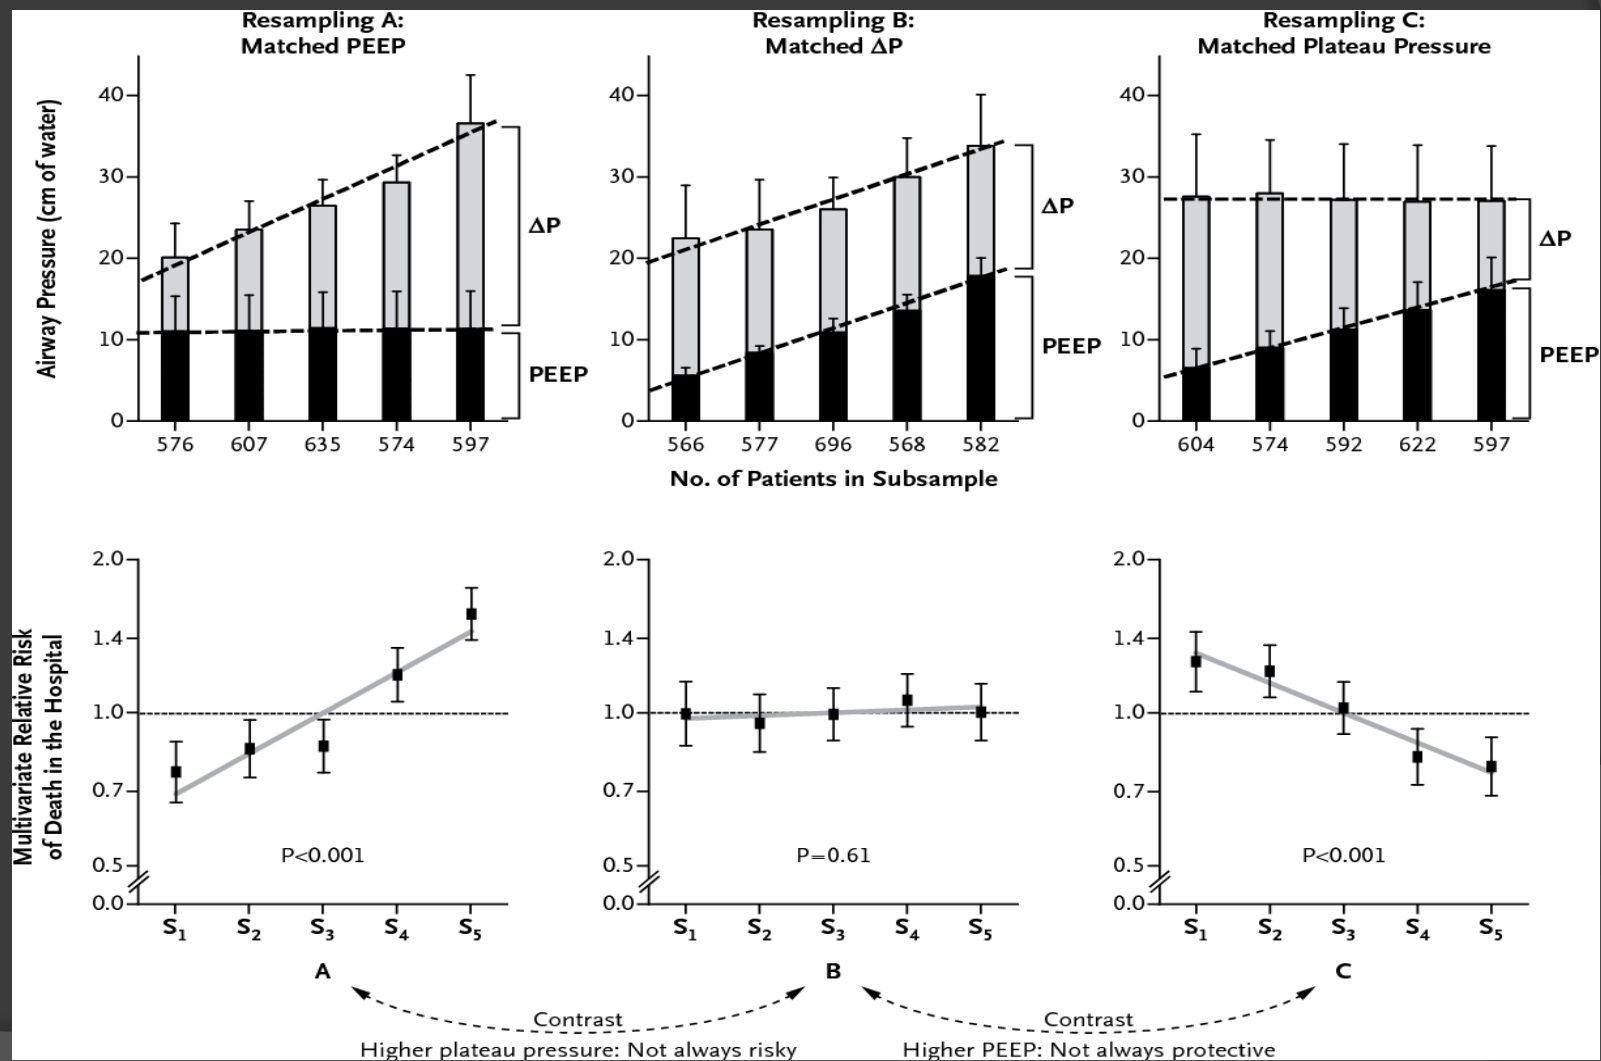 Resampling A:
Matched PEEP
Resampling B:
Matched ΔP
Resampling C:
Matched Plateau Pressure
Airway Pressure (cm of water)
40
30
20
10
0
ΔP
PEEP
576 607 635 574 597
40
30
20
10
0
ΔP
PEEP
566 577 696 568 582
40
30
20
10
0
ΔP
PEEP
604 574 592 622 597
No. of Patients in Subsample
Multivariate Relative Risk
of Death in the Hospital
2.0
1.4
1.0
0.7
0.5
0.0
P<0.001
S1 S2 S3 S4 S5
A
2.0
1.4
1.0
0.7
0.5
0.0
P=0.61
S1 S2 S3 S4 S5
B
2.0
1.4
1.0
0.7
0.5
0.0
P<0.001
S1 S2 S3 S4 S5
C
Contrast
Higher plateau pressure: Not always risky
Contrast
Higher PEEP: Not always protective